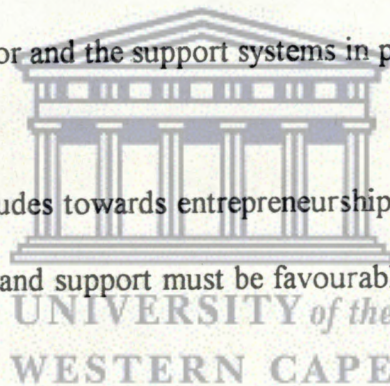 or and the support systems in p
udes towards entrepreneurship
and support must be favourab
UNIVERSITY of the
WESTERN CAPE